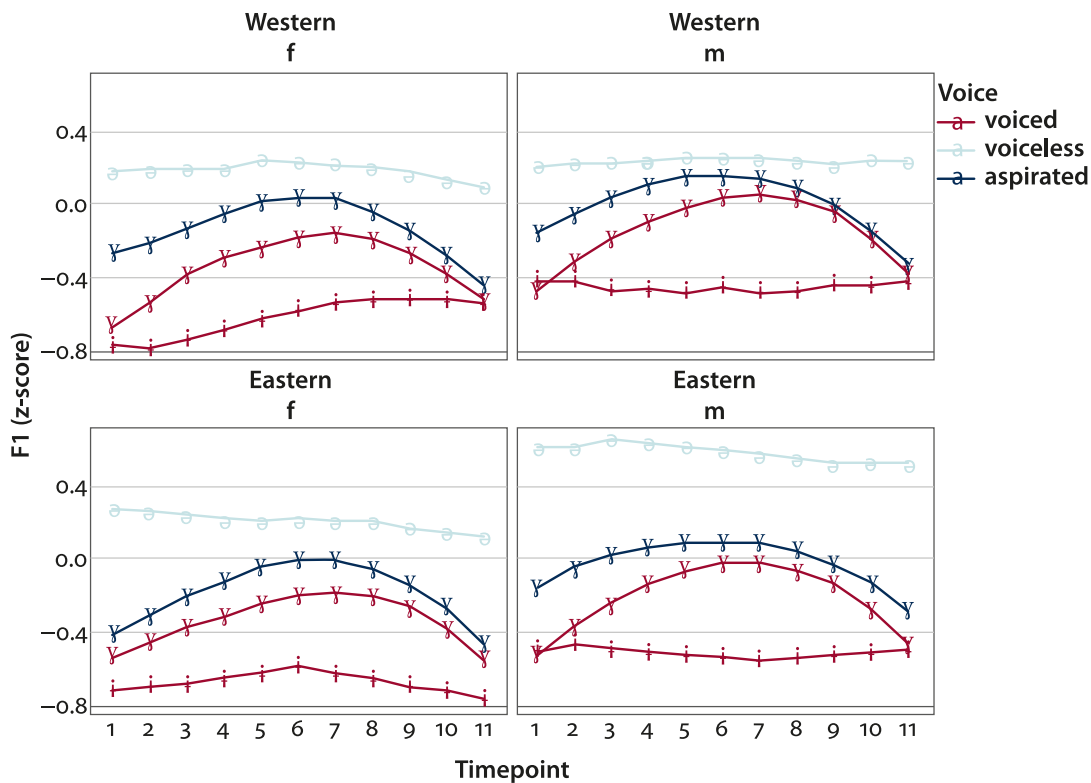 Western
f
Western
m
Voice
a voiced
a voiceless
a aspirated
0.4
0.0
−0.4
−0.8
Eastern
f
Eastern
m
F1 (z-score)
0.4
0.0
−0.4
−0.8
1 2 3 4 5 6 7 8 9 10 11
1 2 3 4 5 6 7 8 9 10 11
Timepoint